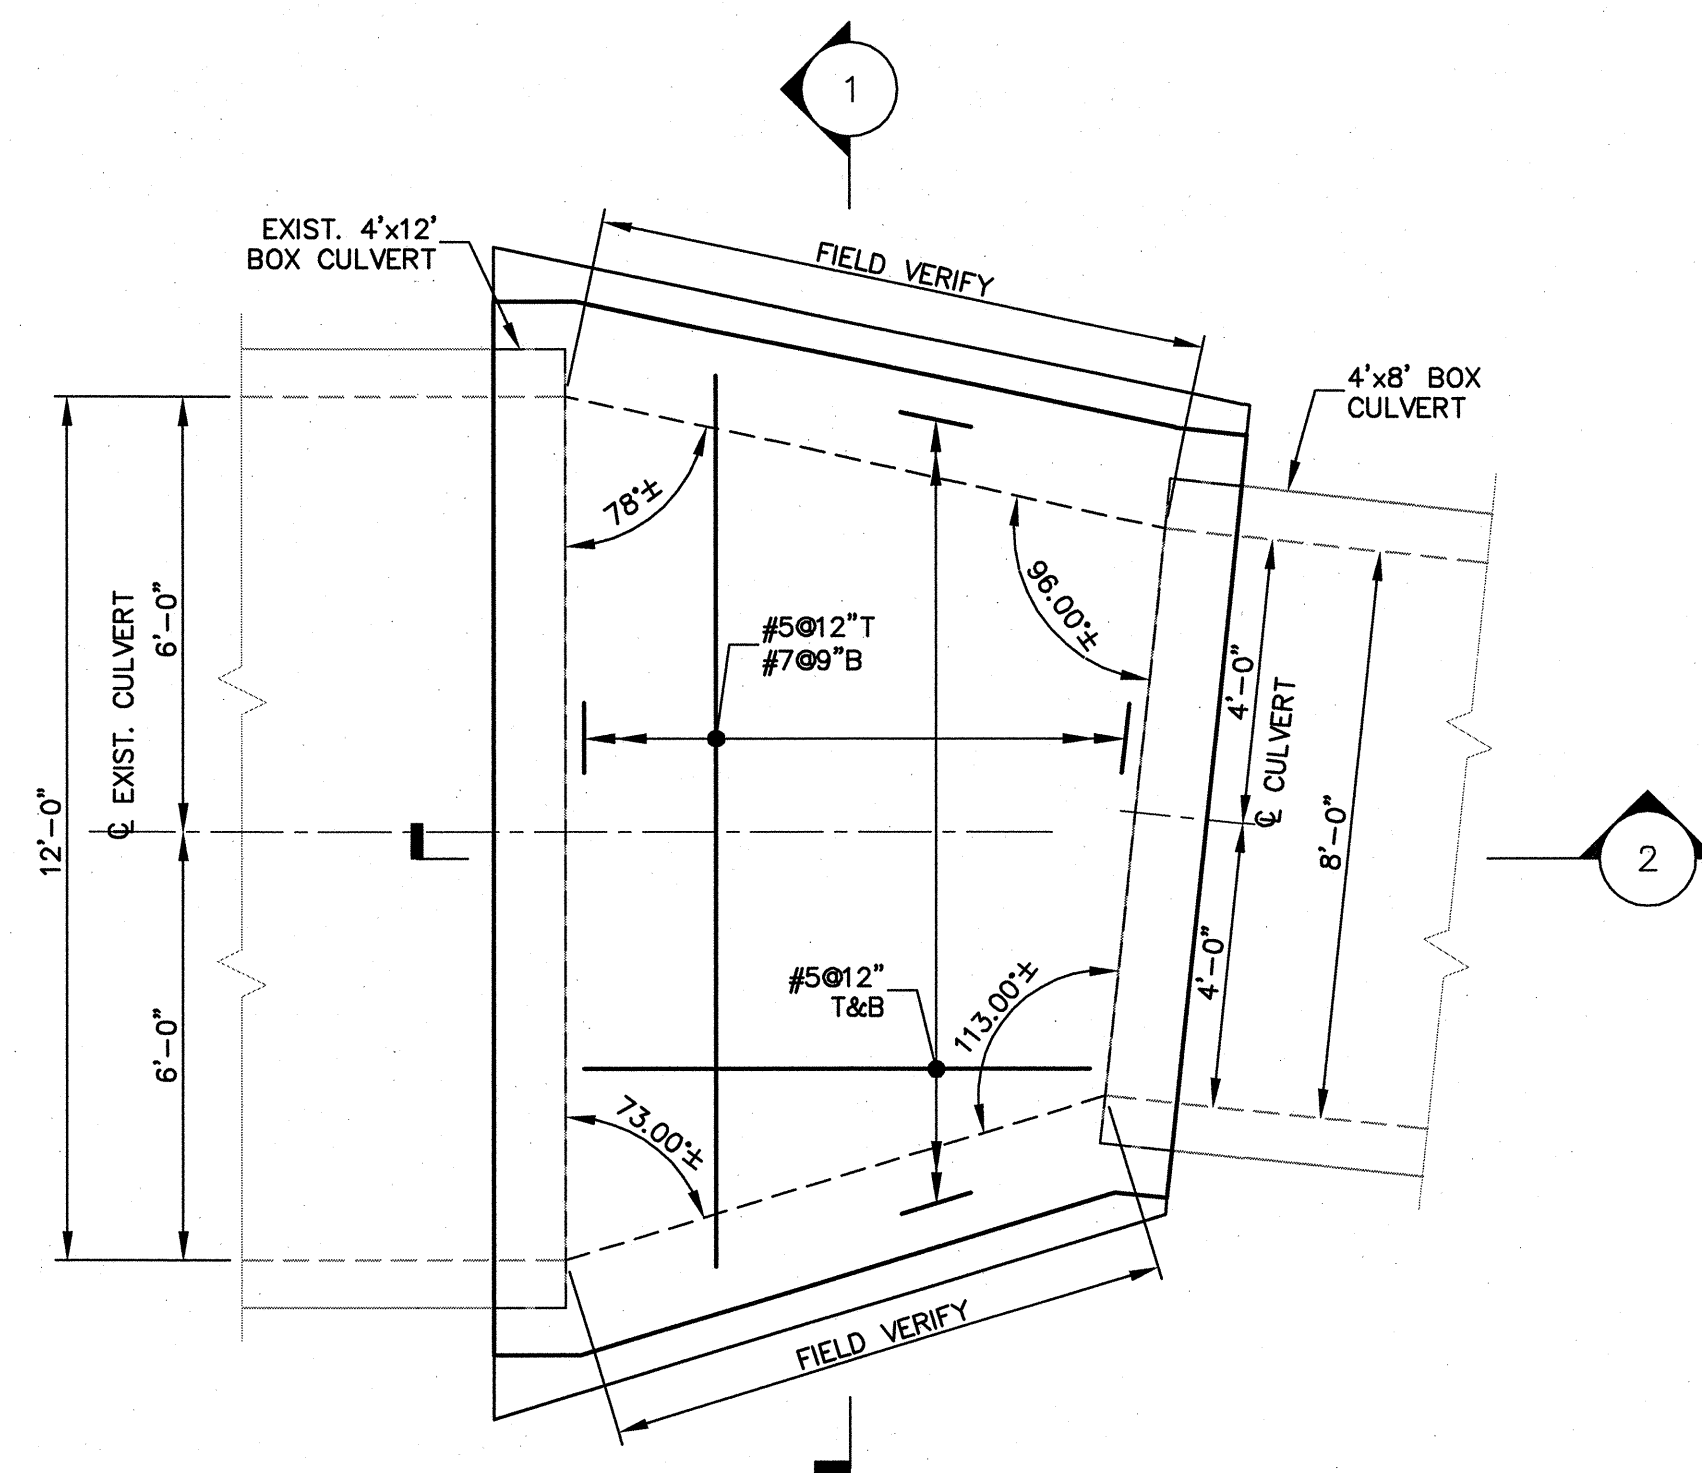 1
EXIST. 4'x12'
BOX CULVERT
FIELD VERIFY
4'x8' BOX
CULVERT
78°±
96.00°±
6'-0"
℄ EXIST. CULVERT
12'-0"
#5@12"T
#7@9"B
4'-0"
℄ CULVERT
8'-0"
2
4'-0"
#5@12"
T&B
113.00°±
6'-0"
73.00°±
FIELD VERIFY